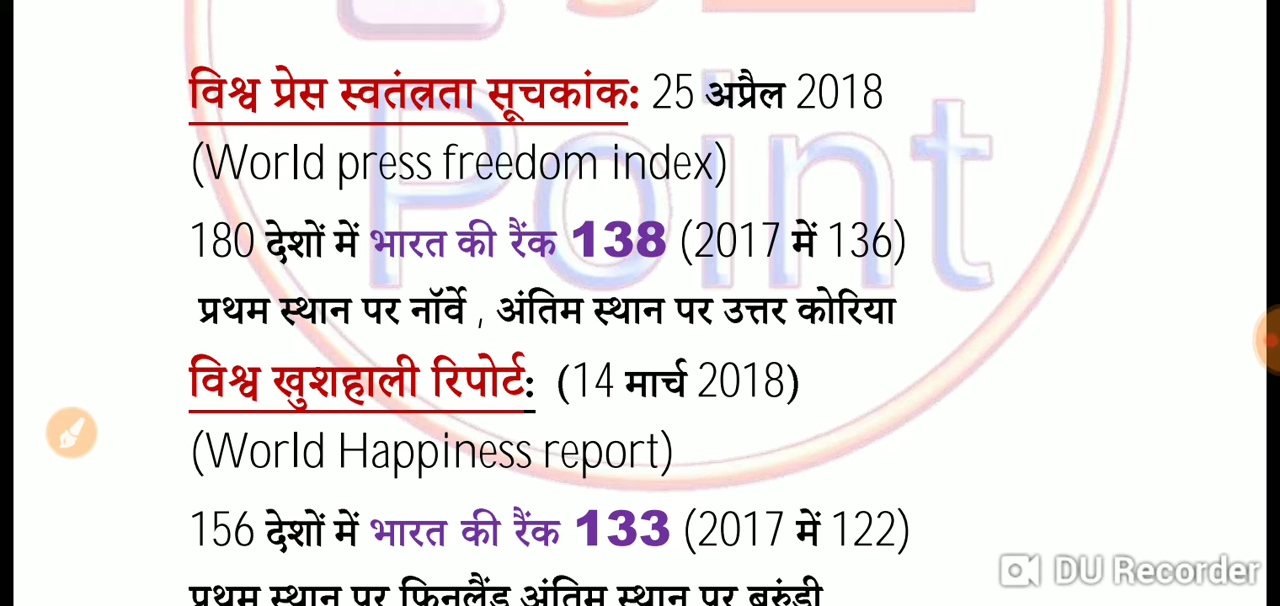 Point
विश्व प्रेस स्वतंत्रता सूचकांक: 25 अप्रैल 2018
(World press freedom index)
180 देशों में भारत की रैंक 138 (2017 में 136)
प्रथम स्थान पर नॉर्वे , अंतिम स्थान पर उत्तर कोरिया
विश्व खुशहाली रिपोर्ट: (14 मार्च 2018)
(World Happiness report)
156 देशों में भारत की रैंक 133 (2017 में 122)
प्रथम स्थान पर फिनलैंड अंतिम स्थान पर बुरुंडी
DU Recorder